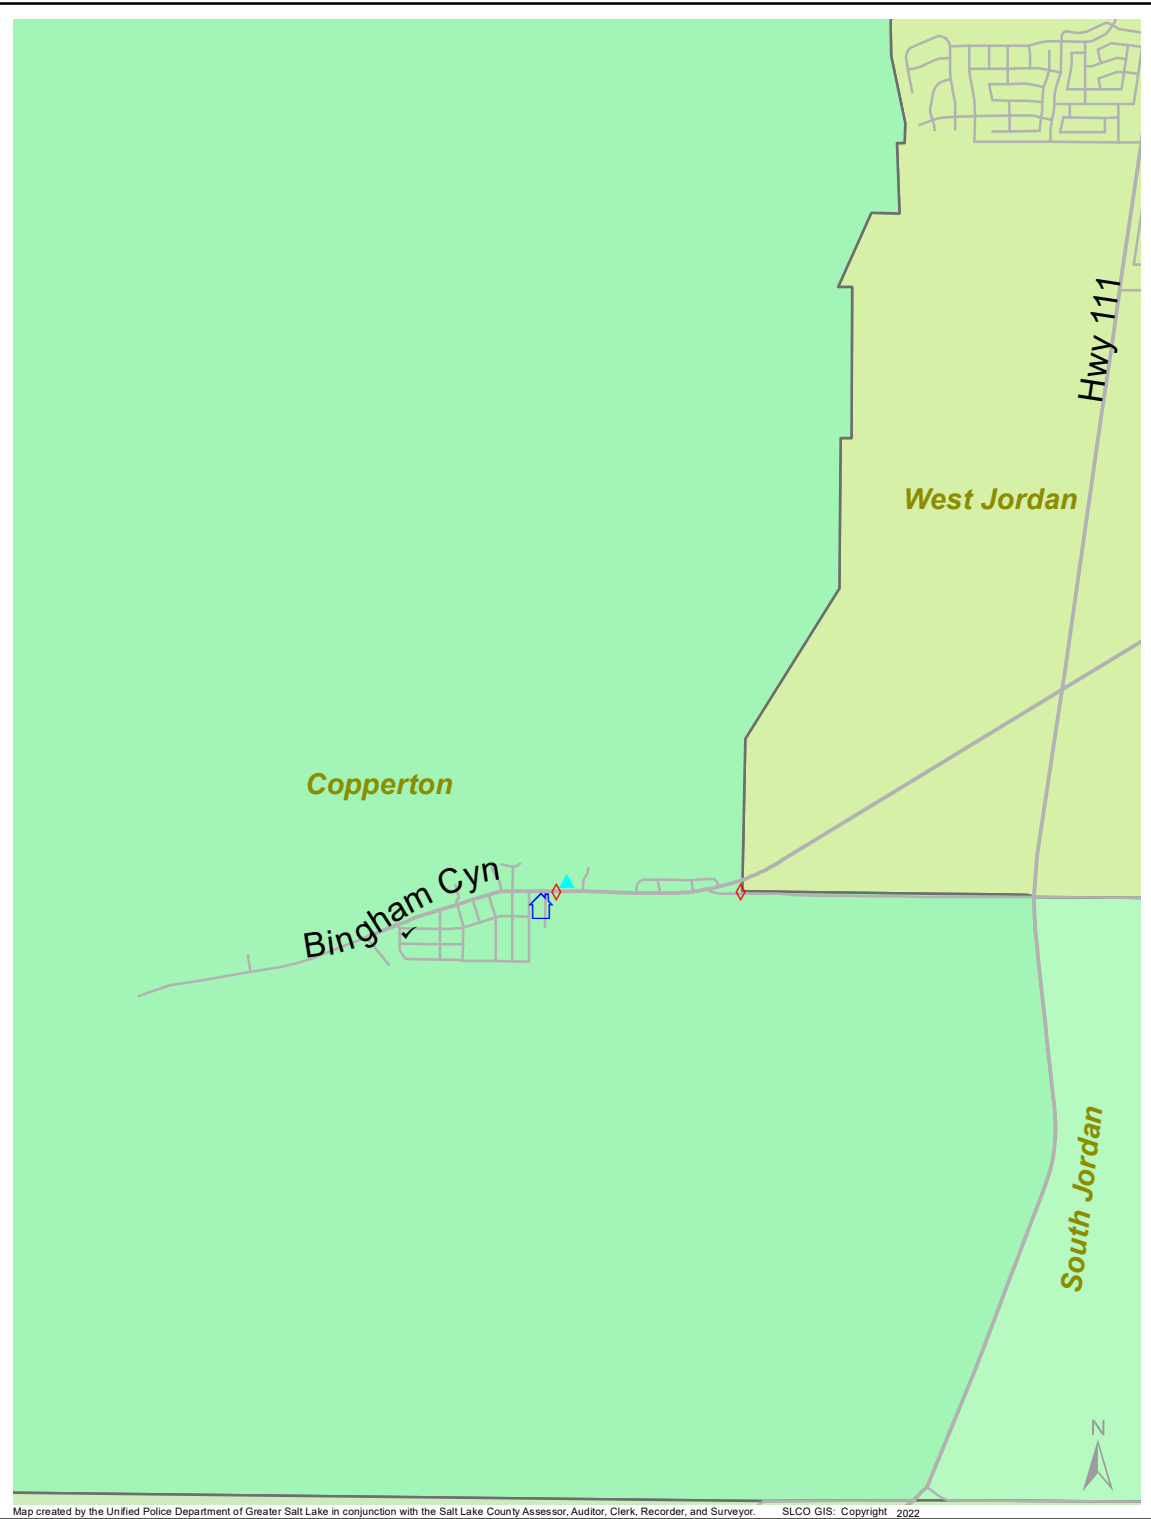 Hwy 111
West Jordan
Copperton
Bingham Cyn
South Jordan
N
Map created by the Unified Police Department of Greater Salt Lake in conjunction with the Salt Lake County Assessor, Auditor, Clerk, Recorder, and Surveyor. SLCO GIS: Copyright 2022